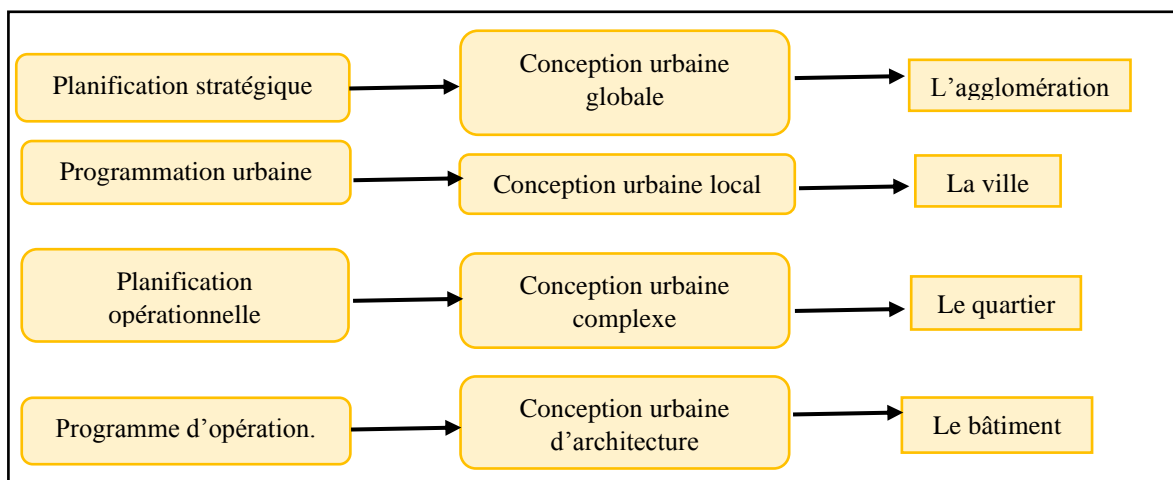 Planification stratégique
Conception urbaine
globale
L’agglomération
Programmation urbaine
Conception urbaine local
La ville
Planification
opérationnelle
Conception urbaine
complexe
Le quartier
Programme d’opération.
Conception urbaine
d’architecture
Le bâtiment